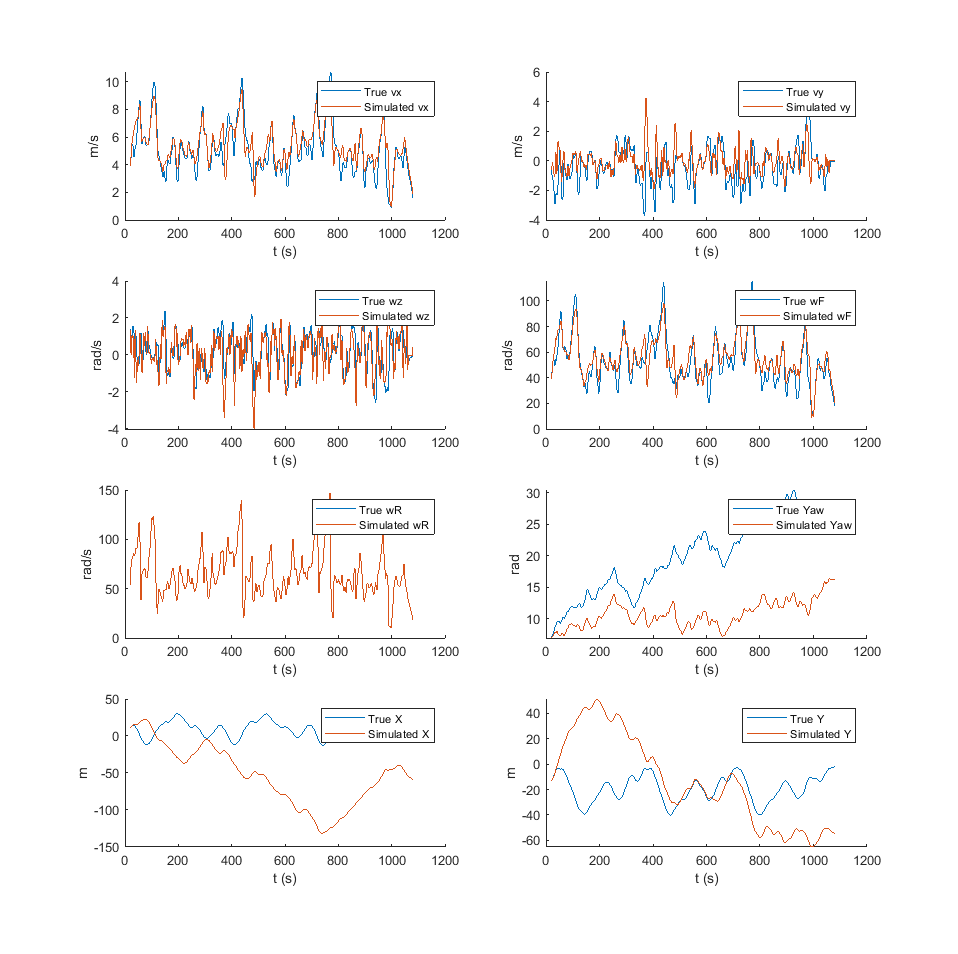 True vx
Simulated vx
10
8
6
4
2
0
m/s
0 200 400 600 800 1000 1200
t (s)
True vy
Simulated vy
6
4
2
0
-2
-4
m/s
0 200 400 600 800 1000 1200
t (s)
True wz
Simulated wz
4
2
0
-2
-4
rad/s
0 200 400 600 800 1000 1200
t (s)
True wF
Simulated wF
100
80
60
40
20
0
rad/s
0 200 400 600 800 1000 1200
t (s)
True wR
Simulated wR
150
100
50
0
rad/s
0 200 400 600 800 1000 1200
t (s)
True Yaw
Simulated Yaw
30
25
20
15
10
rad
0 200 400 600 800 1000 1200
t (s)
True X
Simulated X
50
0
-50
-100
-150
m
0 200 400 600 800 1000 1200
t (s)
True Y
Simulated Y
40
20
0
-20
-40
-60
m
0 200 400 600 800 1000 1200
t (s)